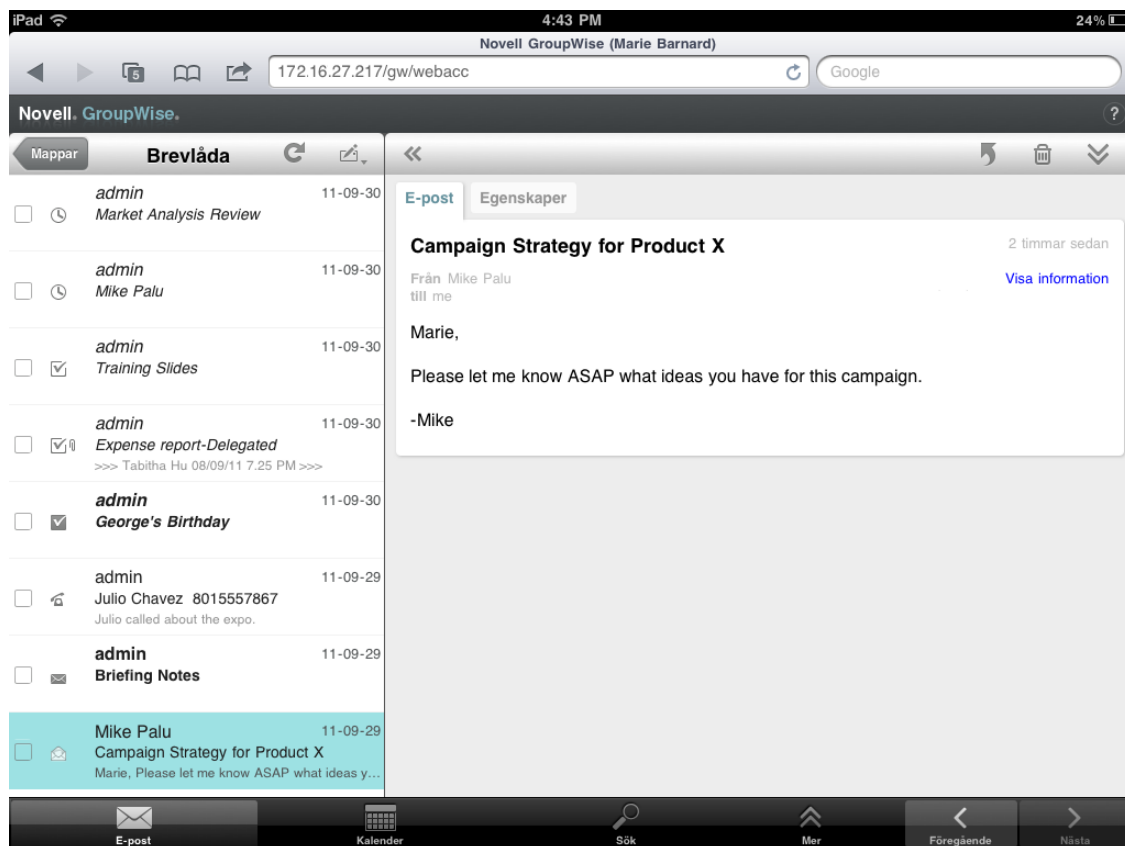 iPad 4:43 PM 24%
Novell GroupWise (Marie Barnard)
5 172.16.27.217/gw/webacc Google
Novell. GroupWise. ?
Mappar Brevlåda
admin 11-09-30
Market Analysis Review
admin 11-09-30
Mike Palu
admin 11-09-30
Training Slides
admin 11-09-30
Expense report-Delegated
>>> Tabitha Hu 08/09/11 7.25 PM >>>
admin 11-09-30
George's Birthday
admin 11-09-29
Julio Chavez 8015557867
Julio called about the expo.
admin 11-09-29
Briefing Notes
Mike Palu 11-09-29
Campaign Strategy for Product X
Marie, Please let me know ASAP what ideas y...
E-post Egenskaper
Campaign Strategy for Product X 2 timmar sedan
Från Mike Palu Visa information
till me
Marie,
Please let me know ASAP what ideas you have for this campaign.
-Mike
E-post Kalender Sök Mer Föregående Nästa